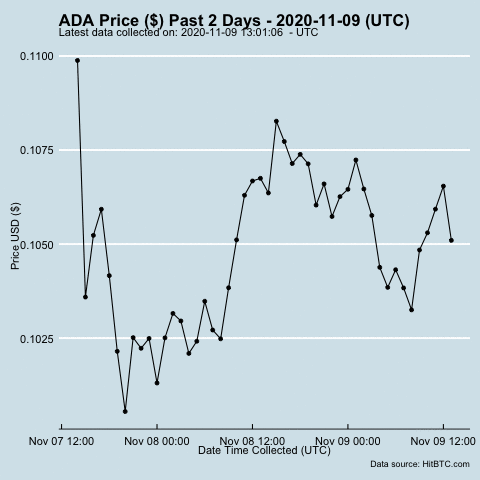 ADA Price ($) Past 2 Days - 2020-11-09 (UTC)
Latest data collected on: 2020-11-09 13:01:06 - UTC
0.1100
0.1075
0.1050
0.1025
Price USD ($)
Nov 07 12:00 Nov 08 00:00 Nov 08 12:00 Nov 09 00:00 Nov 09 12:00
Date Time Collected (UTC)
Data source: HitBTC.com